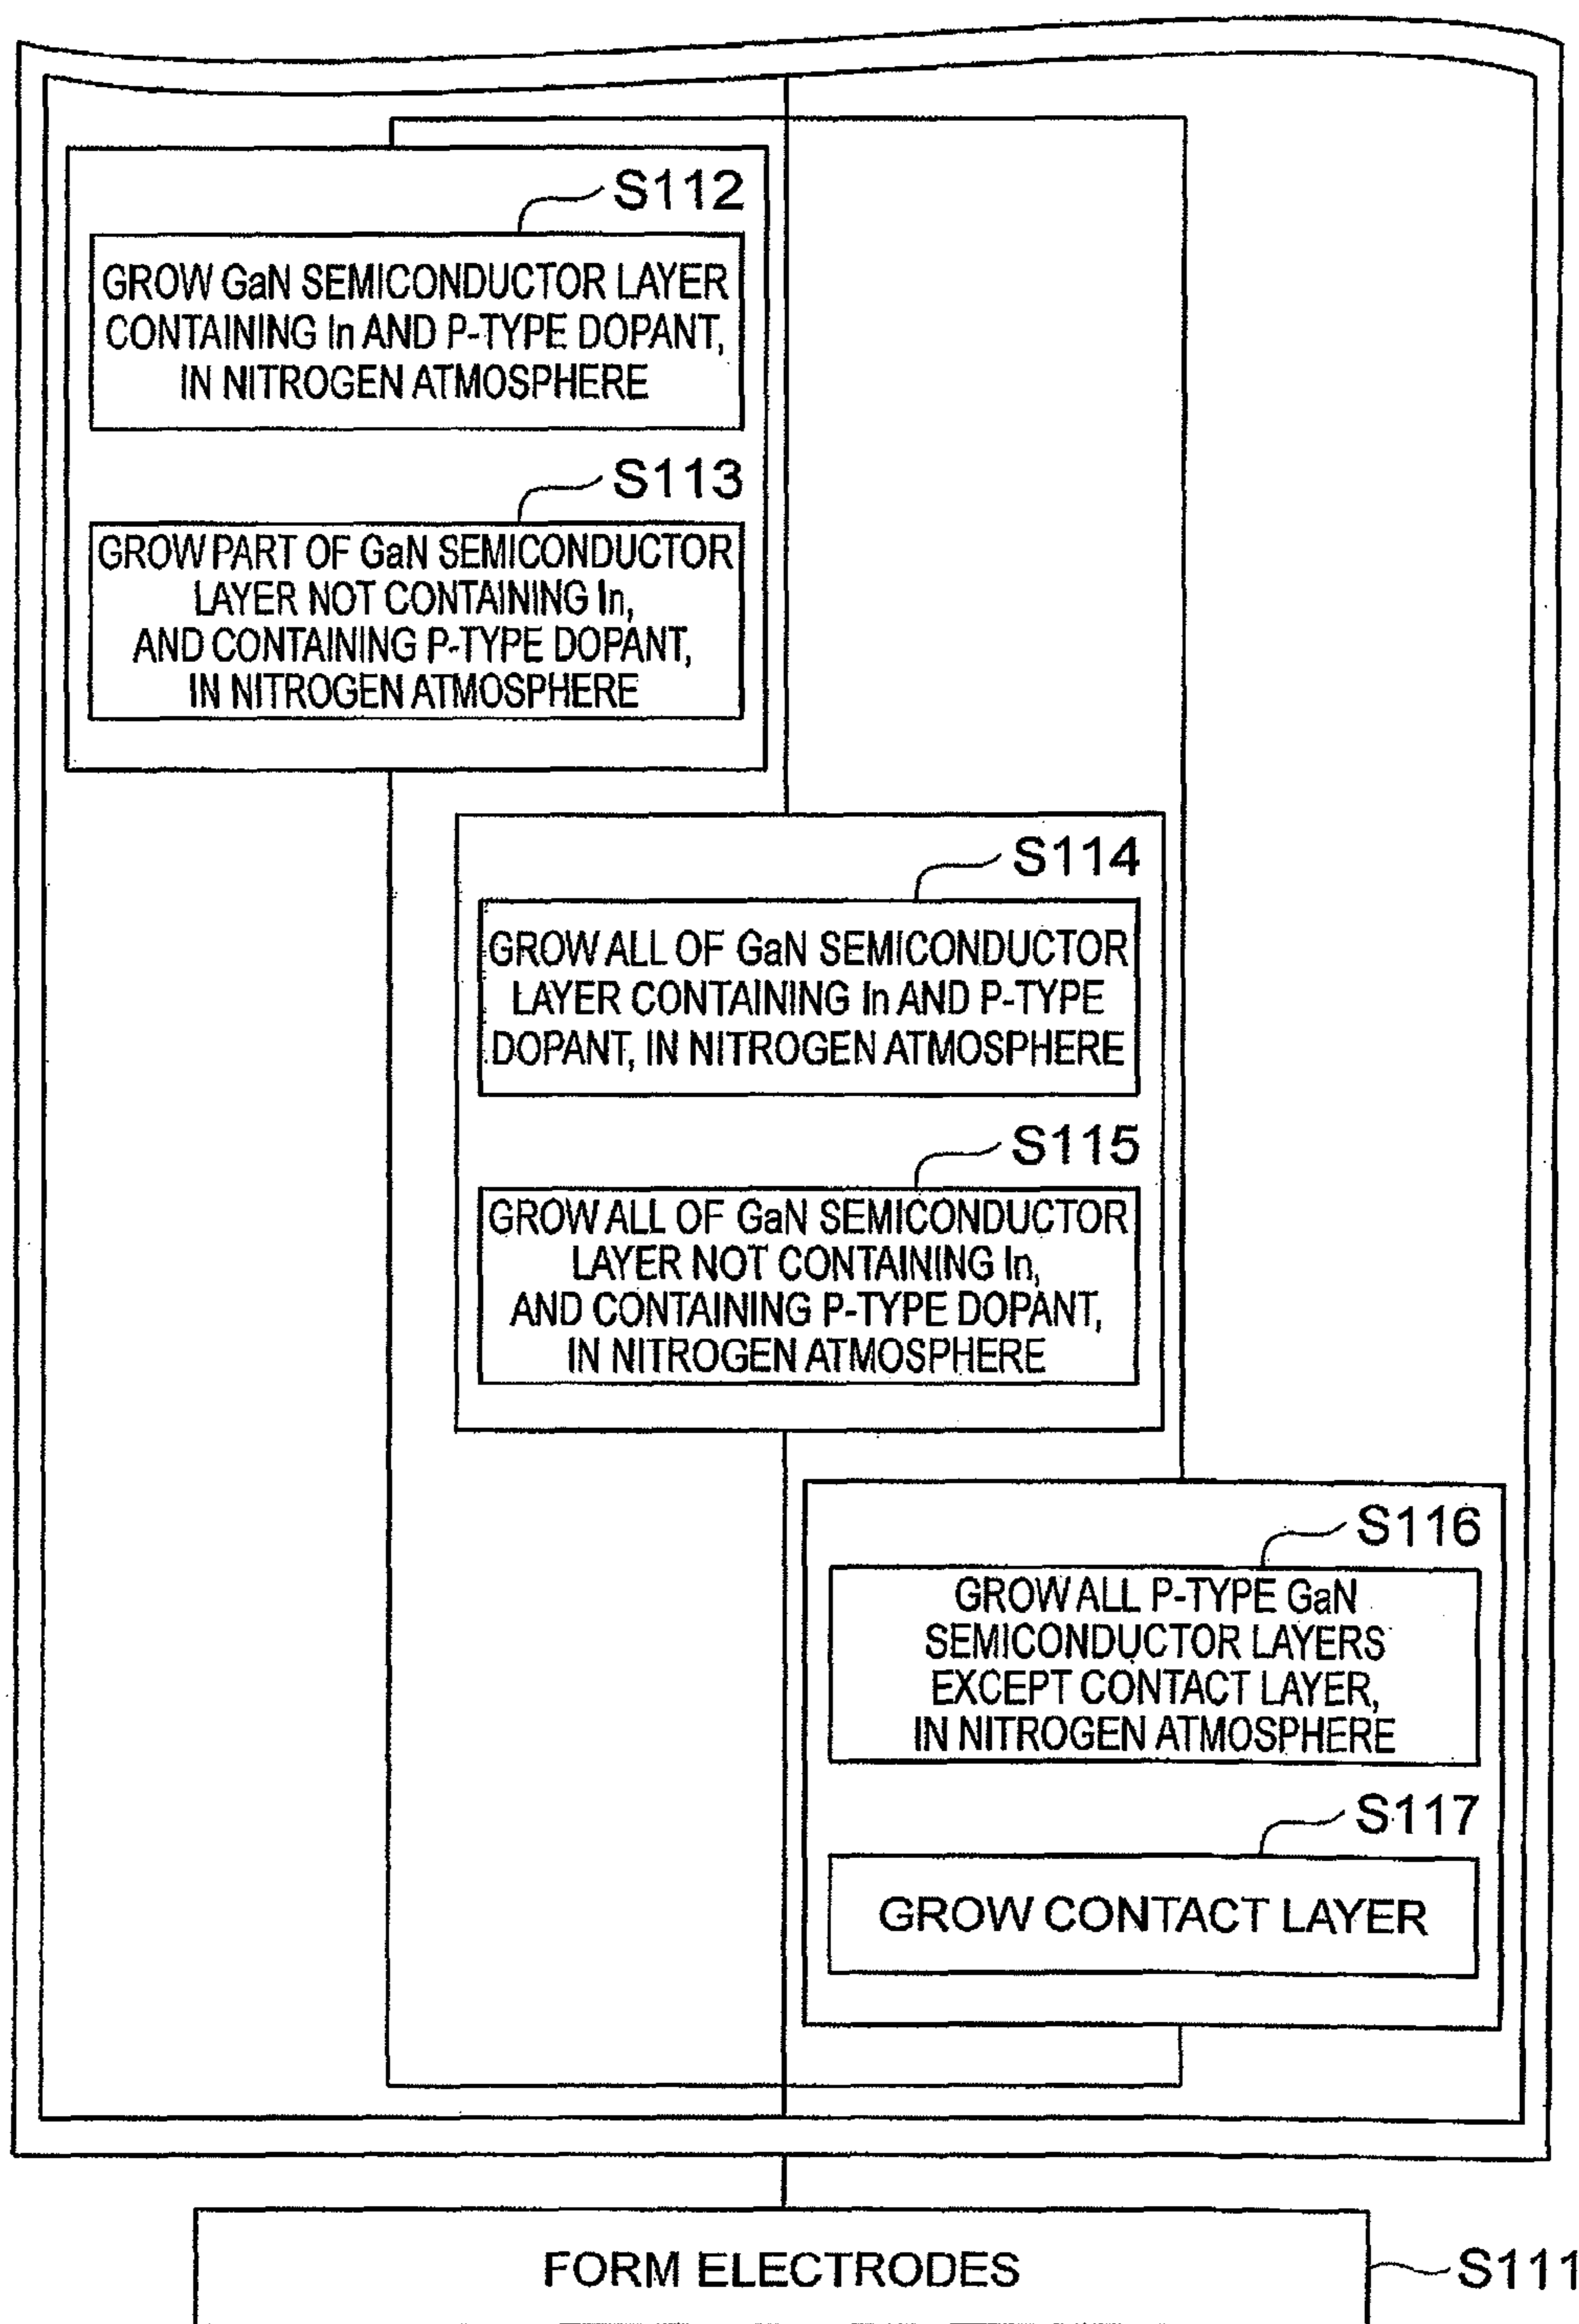 S112
GROW GaN SEMICONDUCTOR LAYER
CONTAINING In AND P-TYPE DOPANT,
IN NITROGEN ATMOSPHERE
S113
GROW PART OF GaN SEMICONDUCTOR
LAYER NOT CONTAINING In,
AND CONTAINING P-TYPE DOPANT,
IN NITROGEN ATMOSPHERE
S114
GROW ALL OF GaN SEMICONDUCTOR
LAYER CONTAINING In AND P-TYPE
DOPANT, IN NITROGEN ATMOSPHERE
S115
GROW ALL OF GaN SEMICONDUCTOR
LAYER NOT CONTAINING In,
AND CONTAINING P-TYPE DOPANT,
IN NITROGEN ATMOSPHERE
S116
GROW ALL P-TYPE GaN
SEMICONDUCTOR LAYERS
EXCEPT CONTACT LAYER,
IN NITROGEN ATMOSPHERE
S117
GROW CONTACT LAYER
FORM ELECTRODES
S111